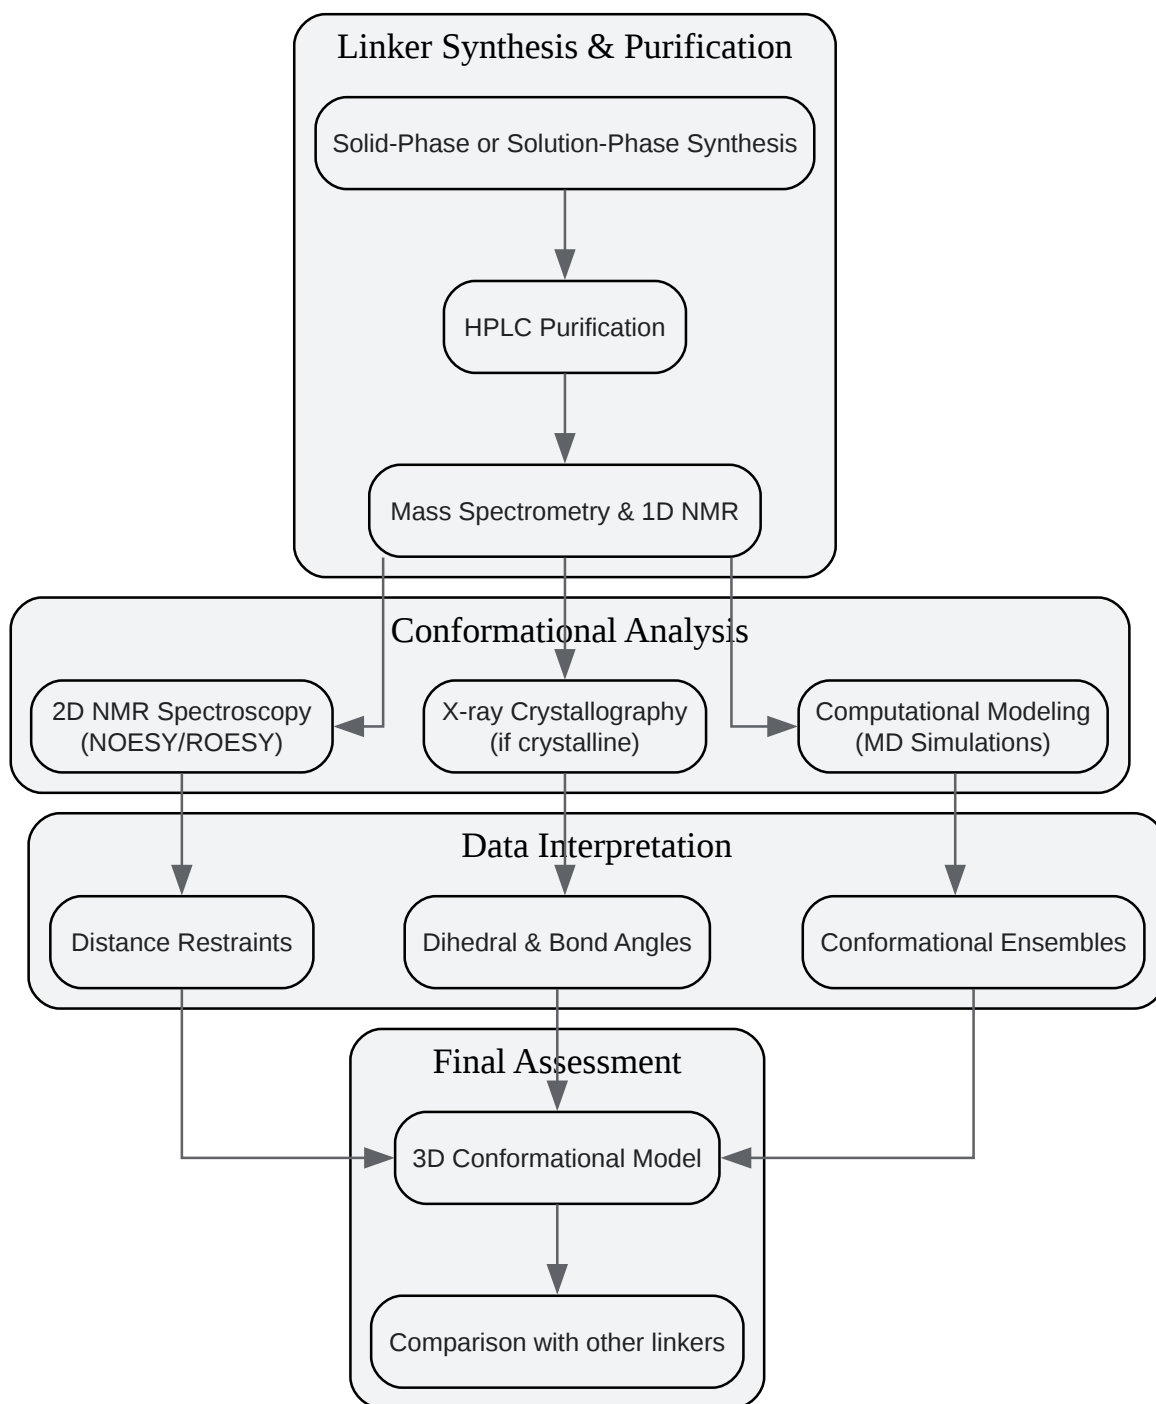 Linker Synthesis & Purification
Solid-Phase or Solution-Phase Synthesis
HPLC Purification
Mass Spectrometry & 1D NMR
Conformational Analysis
2D NMR Spectroscopy
(NOESY/ROESY)
X-ray Crystallography
(if crystalline)
Computational Modeling
(MD Simulations)
Data Interpretation
Distance Restraints
Dihedral & Bond Angles
Conformational Ensembles
Final Assessment
3D Conformational Model
Comparison with other linkers